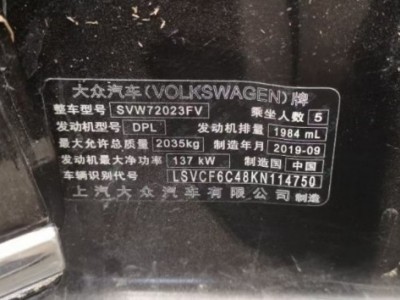 大众汽车(VOLKSWAGEN)牌
整车型号 SVW72023FV 乘坐人数 5
发动机型号 DPL 发动机排量 1984 mL
最大允许总质量 2035kg 制造年月 2019-09
发动机最大净功率 137 kW 制造国 中国
车辆识别代号 LSVCF6C48KN114750
上汽大众汽车有限公司 制造